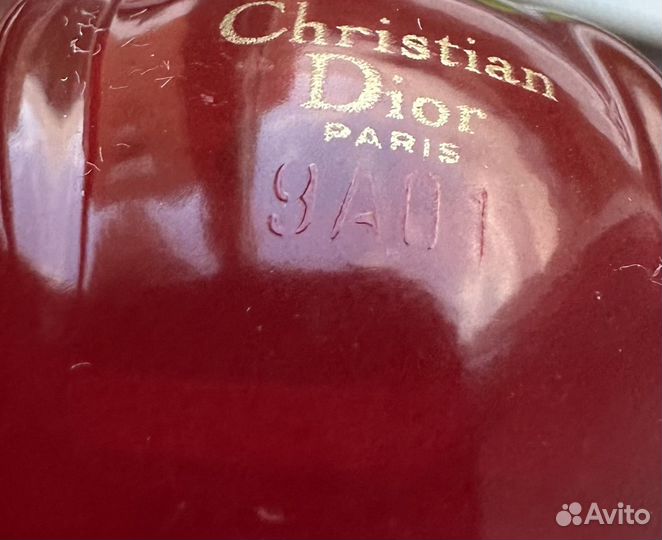 Christian
Dior
PARIS
9A01
Avito